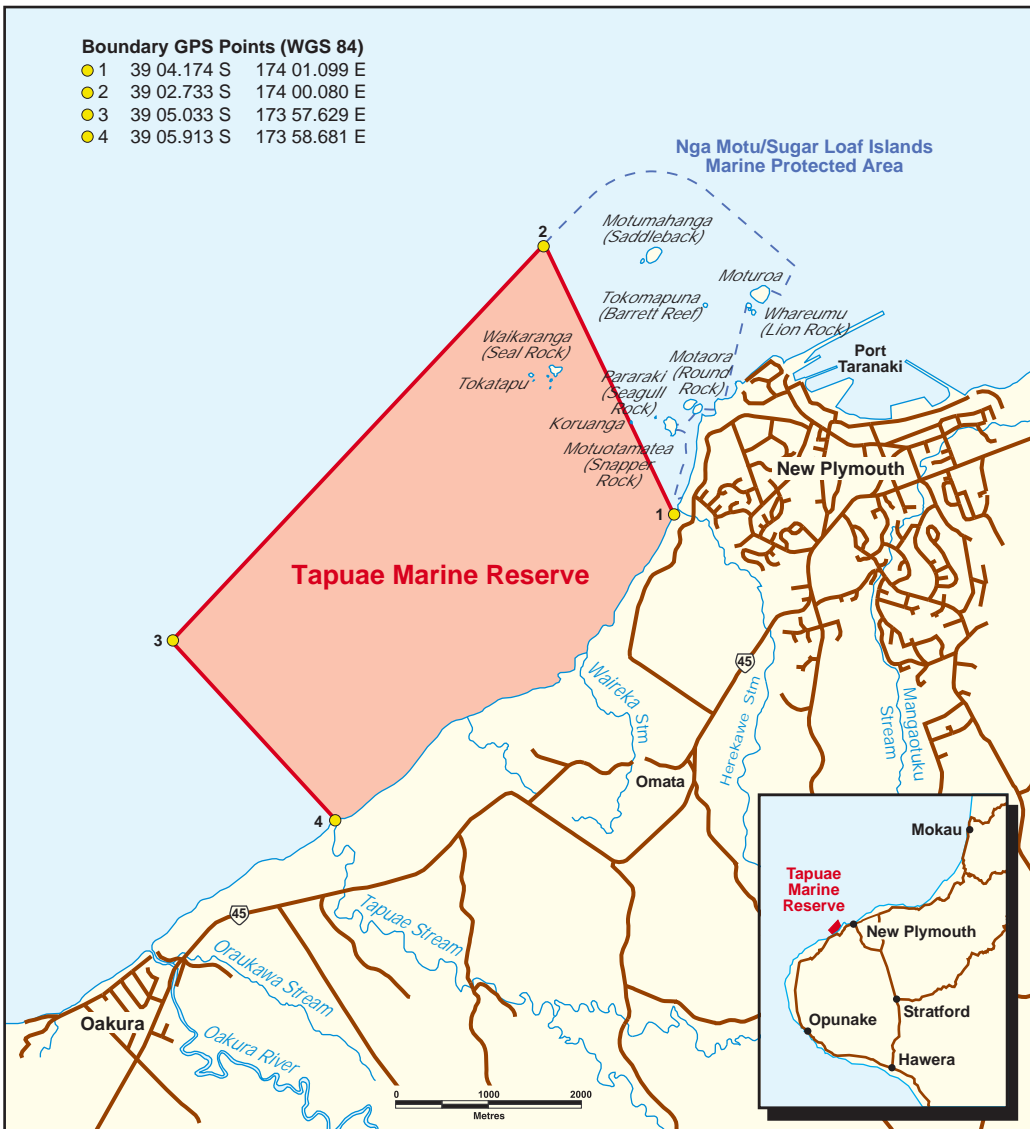 Boundary GPS Points (WGS 84)
1 39 04.174 S 174 01.099 E
2 39 02.733 S 174 00.080 E
3 39 05.033 S 173 57.629 E
4 39 05.913 S 173 58.681 E
Nga Motu/Sugar Loaf Islands
Marine Protected Area
2
Motumahanga
(Saddleback)
Moturoa
Tokomapuna
(Barrett Reef)
Whareumu
(Lion Rock)
Waikaranga
(Seal Rock)
Tokatapu
Motaora
(Round
Rock)
Port
Taranaki
Pararaki
(Seagull
Rock)
Koruanga
Motuotamatea
(Snapper
Rock)
New Plymouth
1
Tapuae Marine Reserve
3
45
Waireka Stm
Herekawe Stm
Mangaotuku
Stream
Omata
4
45
Tapuae Stream
Oraukawa Stream
Oakura
Oakura River
0 1000 2000
Metres
Mokau
Tapuae
Marine
Reserve
New Plymouth
Stratford
Opunake
Hawera